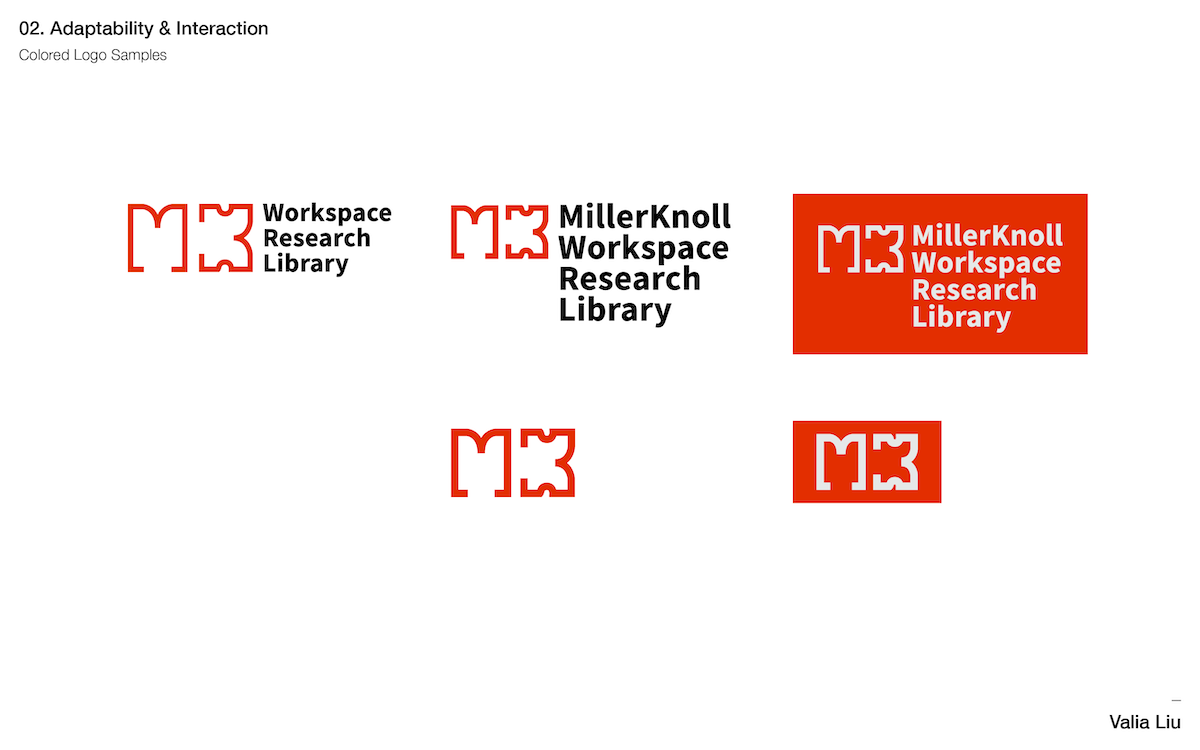 02. Adaptability & Interaction
Colored Logo Samples
Workspace
Research
Library
MillerKnoll
Workspace
Research
Library
MillerKnoll
Workspace
Research
Library
Valia Liu